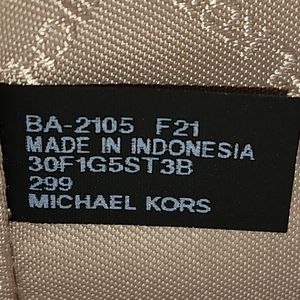 BA-2105 F21
MADE IN INDONESIA
30F1G5ST3B
299
MICHAEL KORS